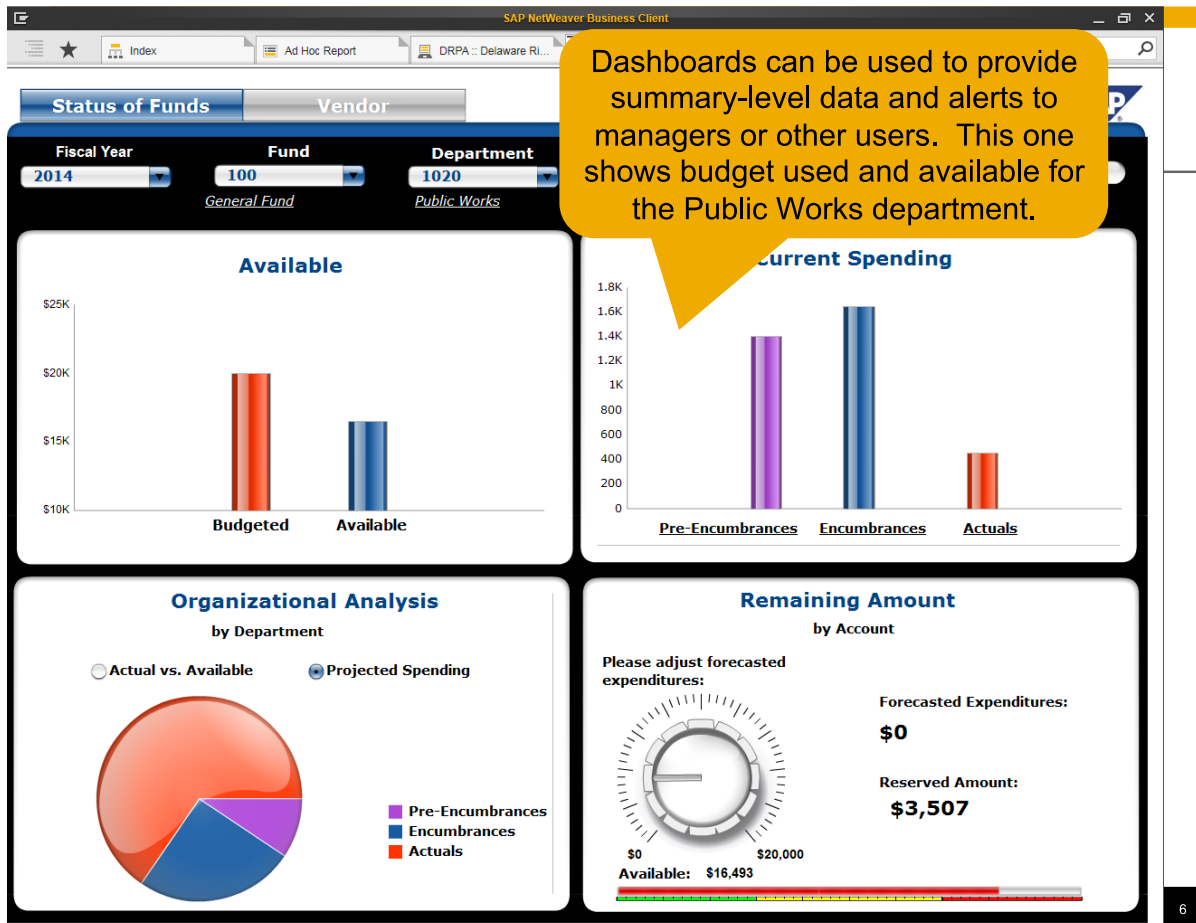 SAP NetWeaver Business Client
Index
Ad Hoc Report
DRPA :: Delaware Ri...
Dashboards can be used to provide
summary-level data and alerts to
managers or other users. This one
shows budget used and available for
the Public Works department.
Status of Funds
Vendor
Fiscal Year
Fund
Department
2014
100
1020
General Fund
Public Works
Available
$25K
$20K
$15K
$10K
Budgeted
Available
Current Spending
1.8K
1.6K
1.4K
1.2K
1K
800
600
400
200
0
Pre-Encumbrances
Encumbrances
Actuals
Organizational Analysis
by Department
Actual vs. Available
Projected Spending
Pre-Encumbrances
Encumbrances
Actuals
Remaining Amount
by Account
Please adjust forecasted
expenditures:
Forecasted Expenditures:
$0
Reserved Amount:
$3,507
$0
$20,000
Available: $16,493
6